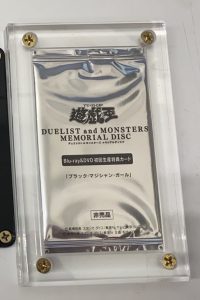 遊戯王
DUELIST and MONSTERS
MEMORIAL DISC
Blu-ray&DVD 初回生産特典カード
「ブラック・マジシャン・ガール」
非売品